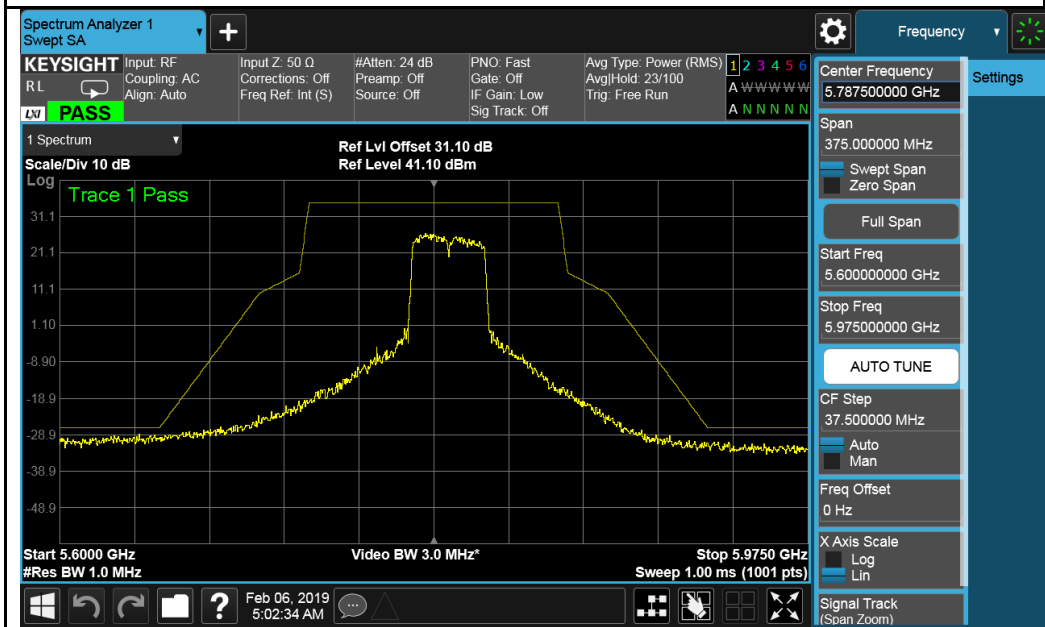 Spectrum Analyzer 1
Swept SA
+
Frequency
KEYSIGHT
R L
LXI PASS
Input: RF
Coupling: AC
Align: Auto
Input Z: 50 Ω
Corrections: Off
Freq Ref: Int (S)
#Atten: 24 dB
Preamp: Off
Source: Off
PNO: Fast
Gate: Off
IF Gain: Low
Sig Track: Off
Avg Type: Power (RMS)
Avg|Hold: 23/100
Trig: Free Run
1 2 3 4 5 6
A W W W W W
A N N N N N
1 Spectrum
Scale/Div 10 dB
Ref Lvl Offset 31.10 dB
Ref Level 41.10 dBm
Log
Trace 1 Pass
31.1
21.1
11.1
1.10
-8.90
-18.9
-28.9
-38.9
-48.9
Start 5.6000 GHz
#Res BW 1.0 MHz
Video BW 3.0 MHz*
Stop 5.9750 GHz
Sweep 1.00 ms (1001 pts)
Center Frequency
5.787500000 GHz
Settings
Span
375.000000 MHz
Swept Span
Zero Span
Full Span
Start Freq
5.600000000 GHz
Stop Freq
5.975000000 GHz
AUTO TUNE
CF Step
37.500000 MHz
Auto
Man
Freq Offset
0 Hz
X Axis Scale
Log
Lin
Signal Track
(Span Zoom)
?
Feb 06, 2019
5:02:34 AM